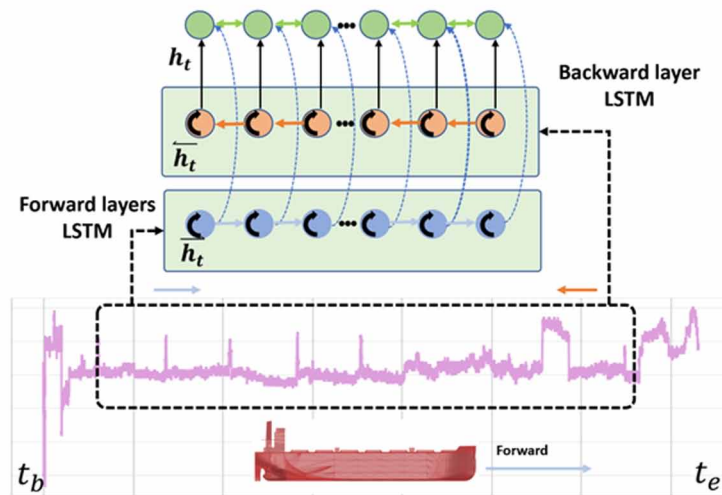 h_t
Backward layer
LSTM
h_t
Forward layers
LSTM
h_t
Forward
t_b
t_e